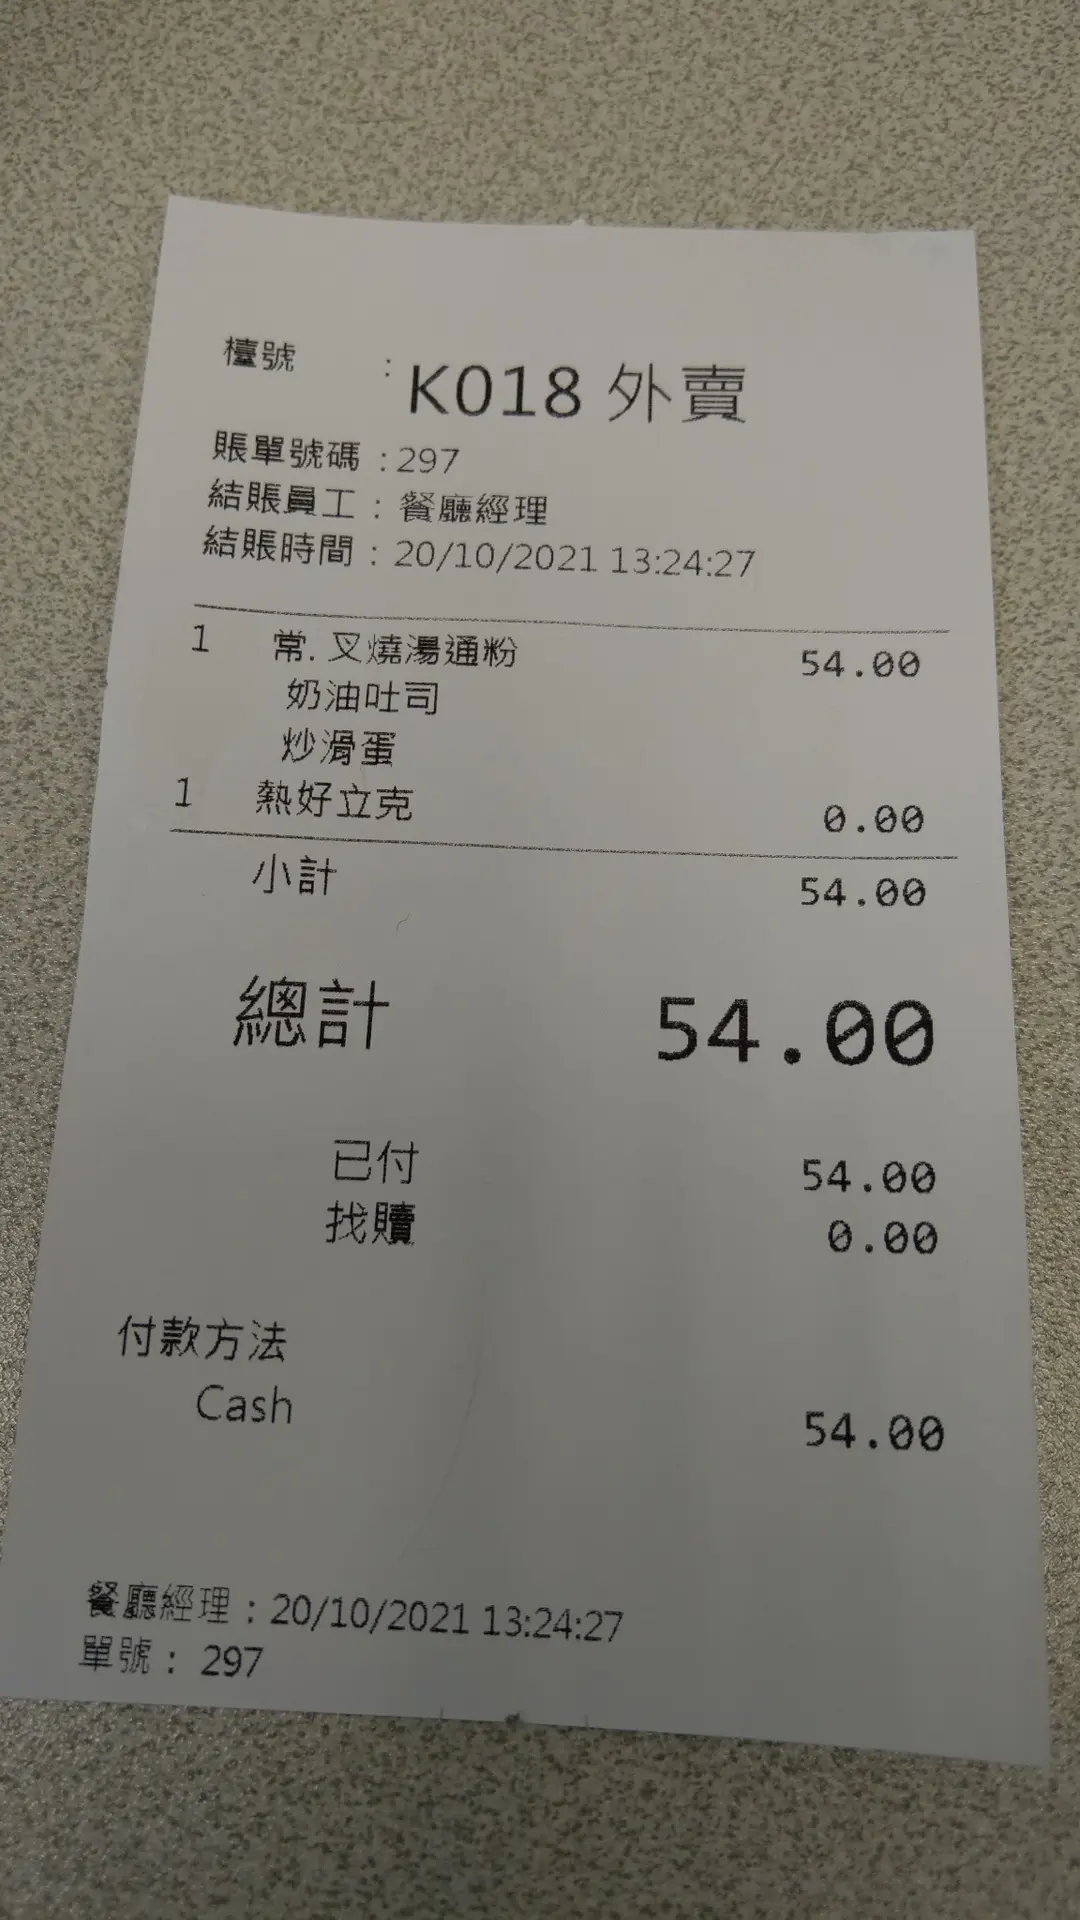 檯號 : K018 外賣
賬單號碼 : 297
結賬員工 : 餐廳經理
結賬時間 : 20/10/2021 13:24:27
1 常. 叉燒湯通粉 54.00
奶油吐司
炒滑蛋
1 熱好立克 0.00
小計 54.00
總計 54.00
已付 54.00
找贖 0.00
付款方法
Cash 54.00
餐廳經理 : 20/10/2021 13:24:27
單號 : 297